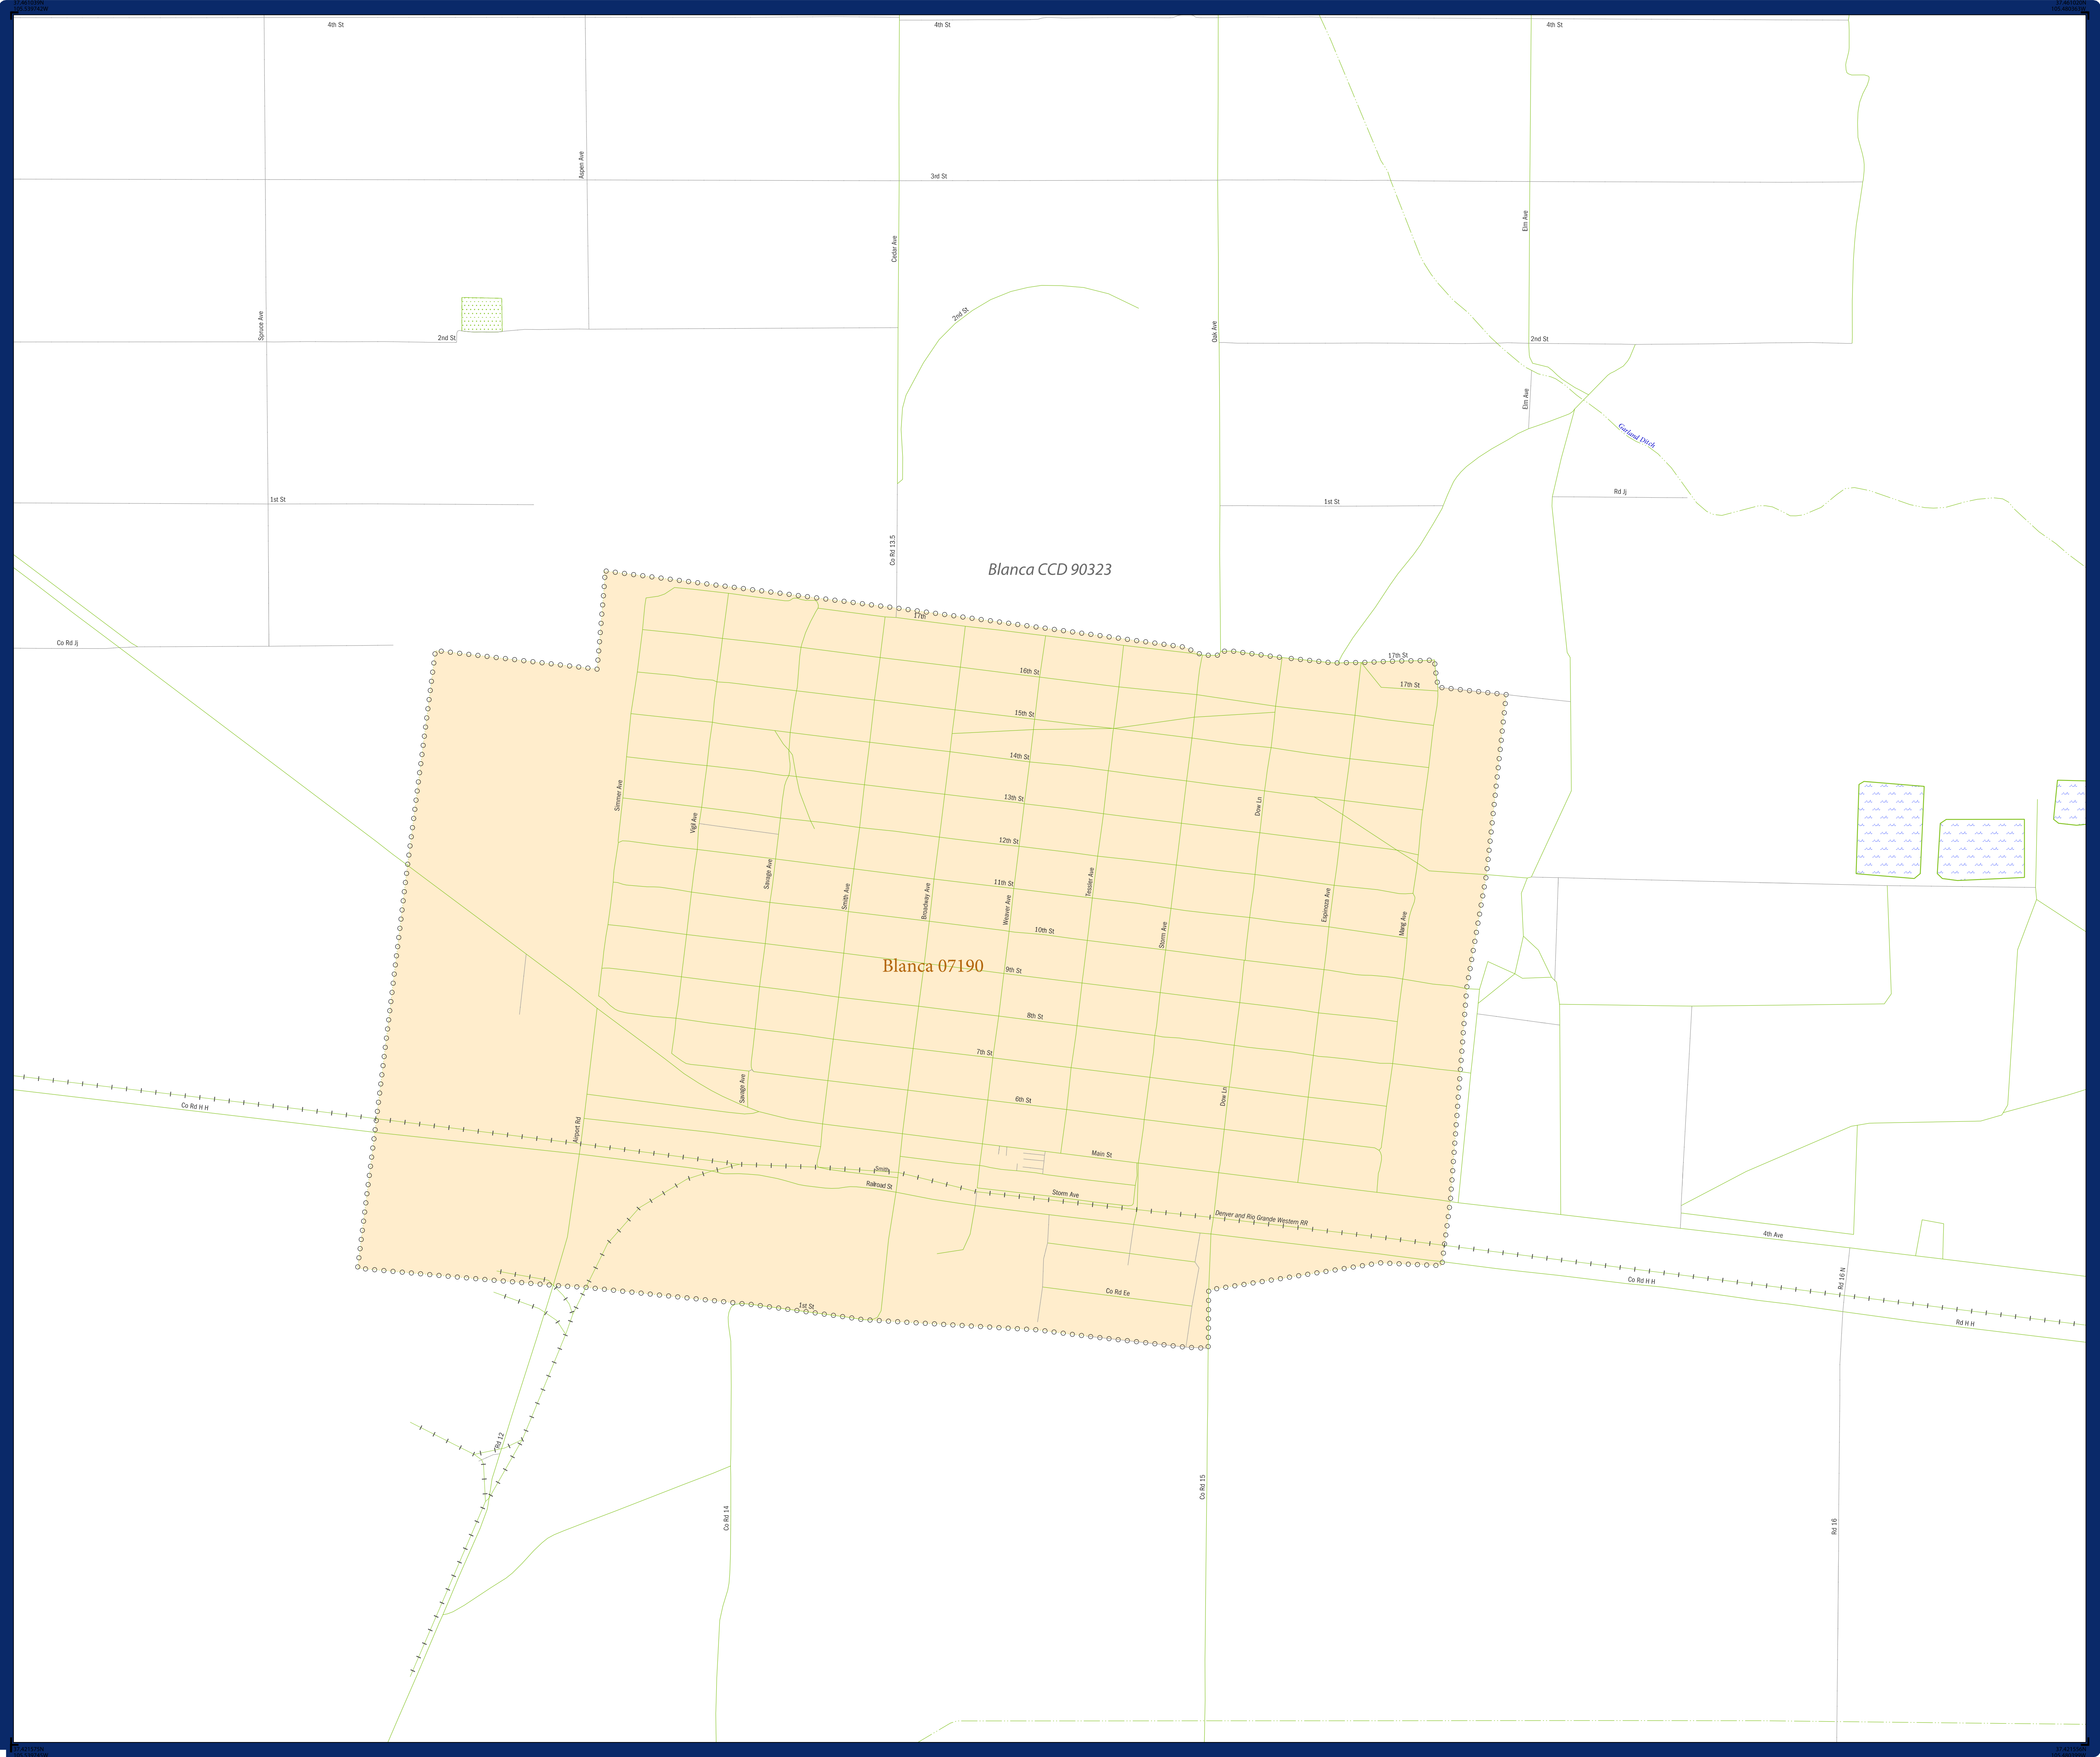 4th St
4th St
4th St
Aspen Ave
3rd St
Elm Ave
Cedar Ave
2nd St
Spruce Ave
Oak Ave
2nd St
2nd St
Elm Ave
Garland Ditch
1st St
1st St
Rd Jj
Co Rd 13.5
Blanca CCD 90323
17th
Co Rd Jj
17th St
16th St
17th St
15th St
14th St
Simmer Ave
13th St
Dow Ln
Vigil Ave
12th St
Savage Ave
11th St
Tessler Ave
Smith Ave
Broadway Ave
Weaver Ave
Espinoza Ave
Storm Ave
10th St
Blanca 07190
9th St
8th St
7th St
Savage Ave
6th St
Dow Ln
Co Rd H H
Airport Rd
Main St
Smith
Railroad St
Storm Ave
Denver and Rio Grande Western RR
4th Ave
Co Rd H H
Rd 16 N
Co Rd Ee
1st St
Rd H H
Rd 12
Co Rd 14
Co Rd 15
Rd 16